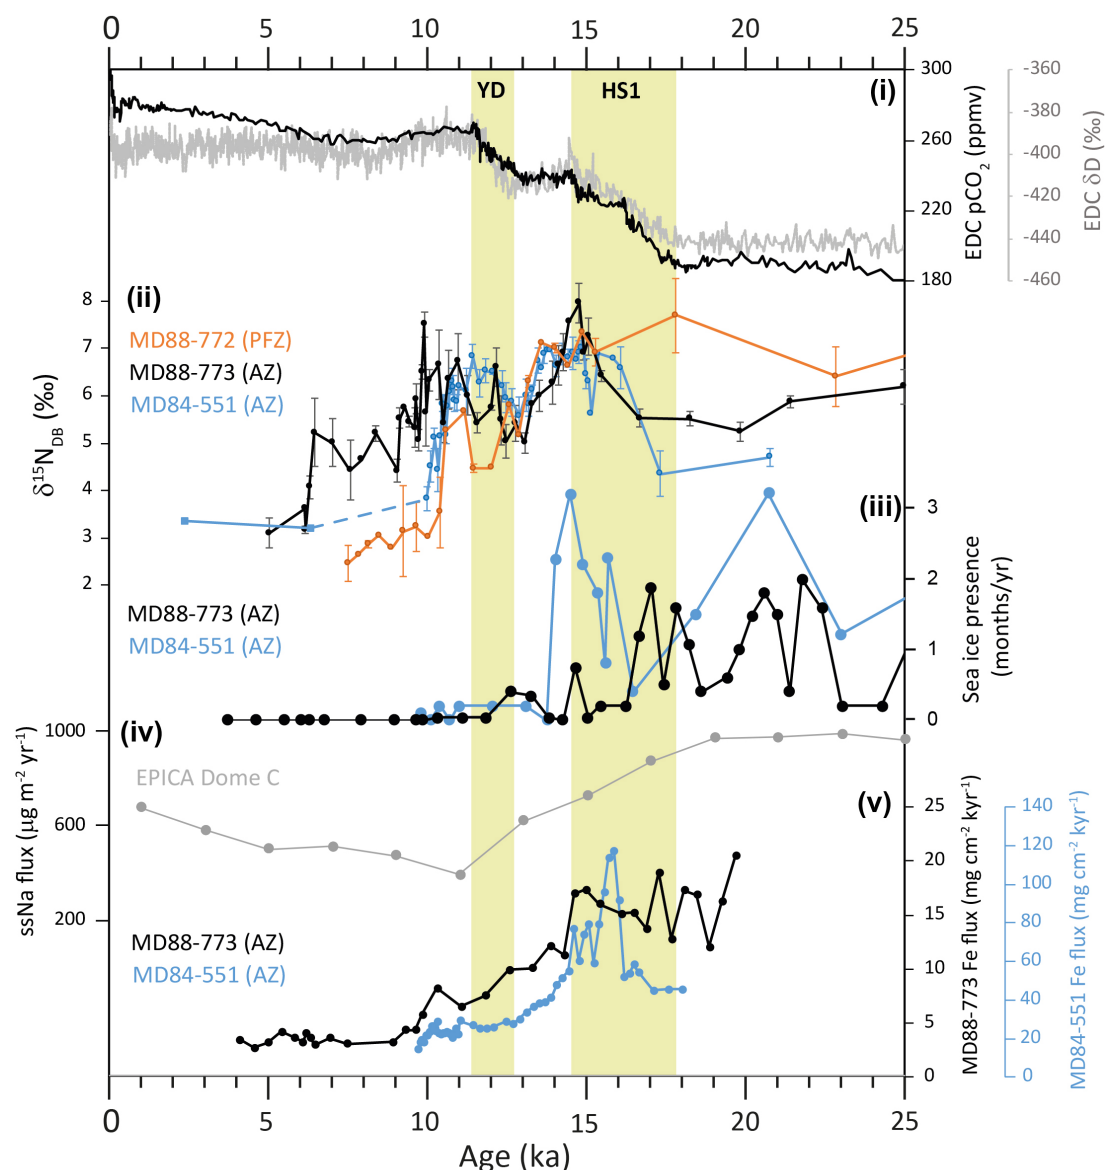 0 5 10 15 20 25
YD HS1 (i)
300
260
220
180
EDC pCO₂ (ppmv)
-360
-380
-400
-420
-440
-460
EDC δD (‰)
(ii)
MD88-772 (PFZ)
MD88-773 (AZ)
MD84-551 (AZ)
8
7
6
5
4
3
2
δ¹⁵N_DB (‰)
(iii)
MD88-773 (AZ)
MD84-551 (AZ)
3
2
1
0
Sea ice presence
(months/yr)
(iv)
EPICA Dome C
1000
600
200
ssNa flux (µg m⁻² yr⁻¹)
(v)
MD88-773 (AZ)
MD84-551 (AZ)
25
20
15
10
5
0
MD88-773 Fe flux (mg cm⁻² kyr⁻¹)
140
120
100
80
60
40
20
0
MD84-551 Fe flux (mg cm⁻² kyr⁻¹)
0 5 10 15 20 25
Age (ka)